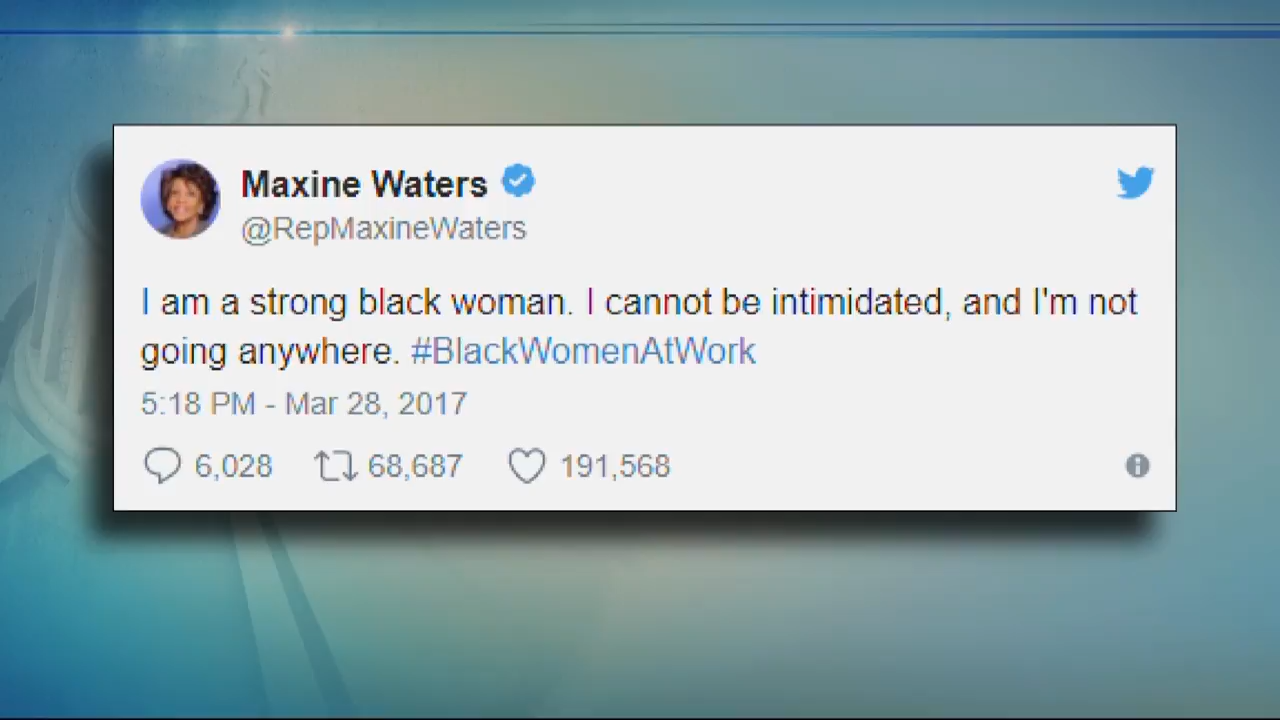 Maxine Waters
@RepMaxineWaters
I am a strong black woman. I cannot be intimidated, and I'm not
going anywhere. #BlackWomenAtWork
5:18 PM - Mar 28, 2017
6,028 68,687 191,568